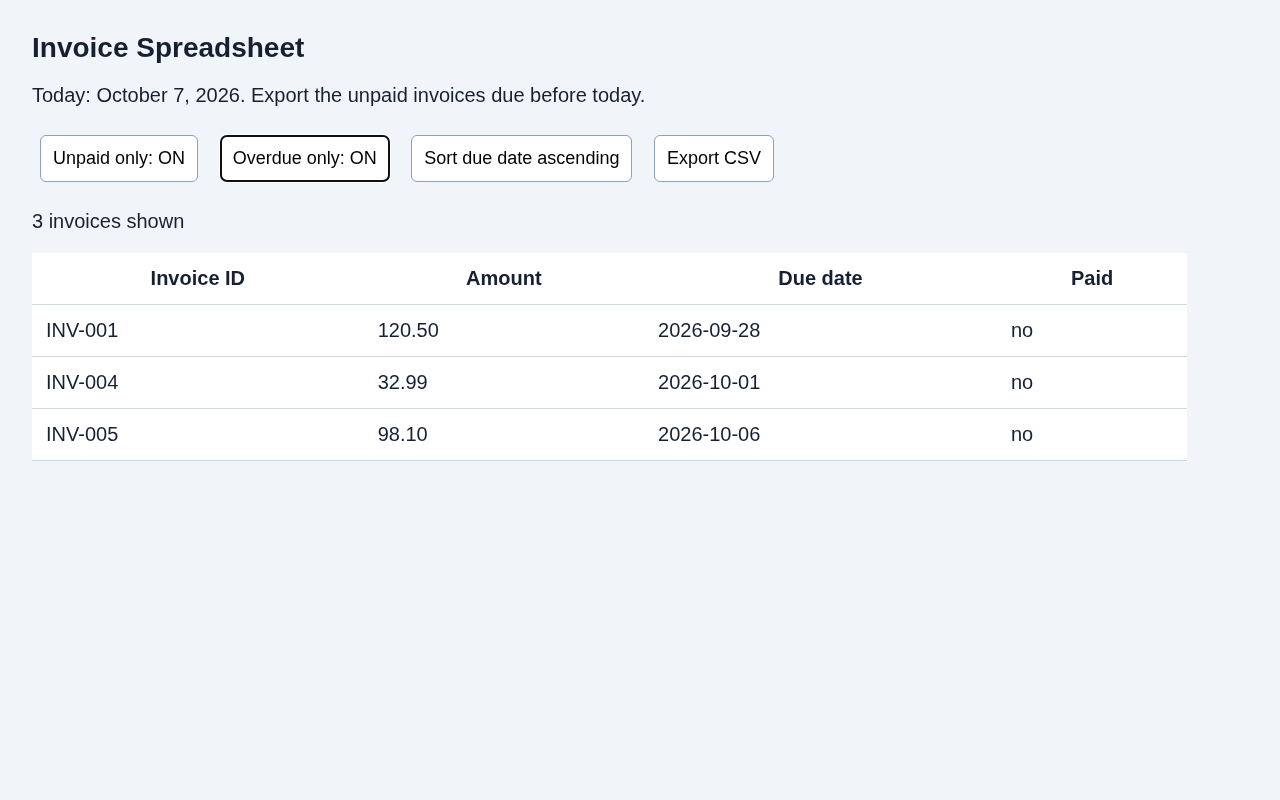 Invoice Spreadsheet
Today: October 7, 2026. Export the unpaid invoices due before today.
Unpaid only: ON Overdue only: ON Sort due date ascending Export CSV
3 invoices shown
Invoice ID Amount Due date Paid
INV-001 120.50 2026-09-28 no
INV-004 32.99 2026-10-01 no
INV-005 98.10 2026-10-06 no